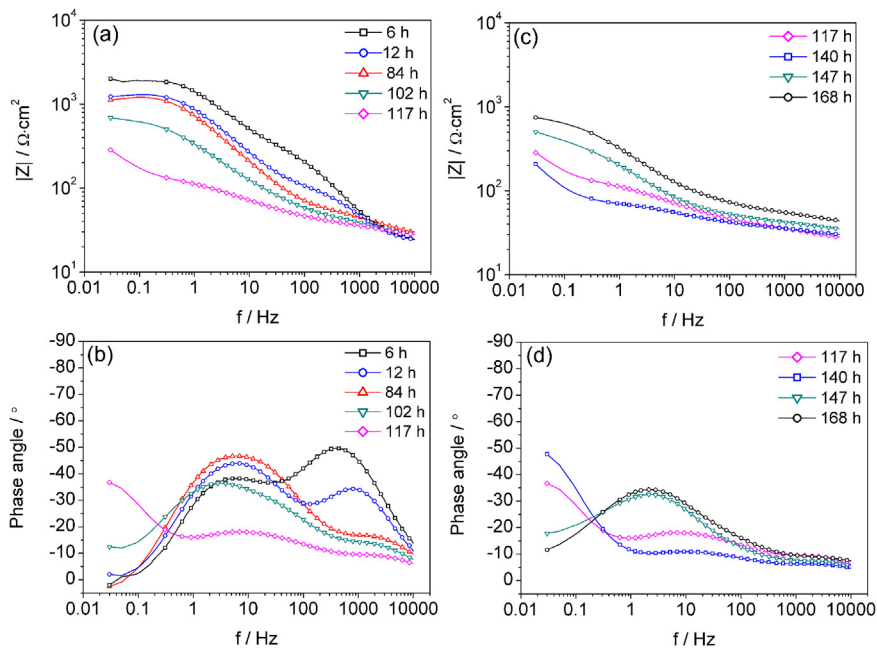 (a)
6 h
12 h
84 h
102 h
117 h
10⁴
10³
10²
10¹
|Z| / Ω·cm²
0.01 0.1 1 10 100 1000 10000
f / Hz
(c)
117 h
140 h
147 h
168 h
10⁴
10³
10²
10¹
|Z| / Ω·cm²
0.01 0.1 1 10 100 1000 10000
f / Hz
(b)
6 h
12 h
84 h
102 h
117 h
-90
-80
-70
-60
-50
-40
-30
-20
-10
0
Phase angle / °
0.01 0.1 1 10 100 1000 10000
f / Hz
(d)
117 h
140 h
147 h
168 h
-90
-80
-70
-60
-50
-40
-30
-20
-10
0
Phase angle / °
0.01 0.1 1 10 100 1000 10000
f / Hz